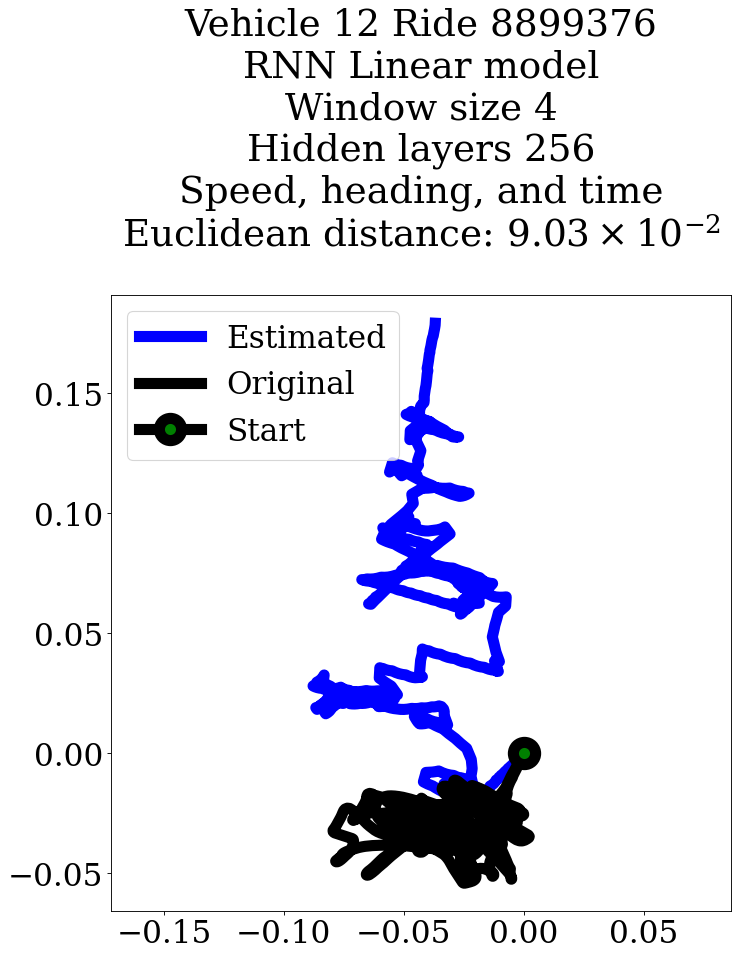 Vehicle 12 Ride 8899376
RNN Linear model
Window size 4
Hidden layers 256
Speed, heading, and time
Euclidean distance: 9.03 × 10⁻²
Estimated
Original
Start
0.15
0.10
0.05
0.00
−0.05
−0.15 −0.10 −0.05 0.00 0.05